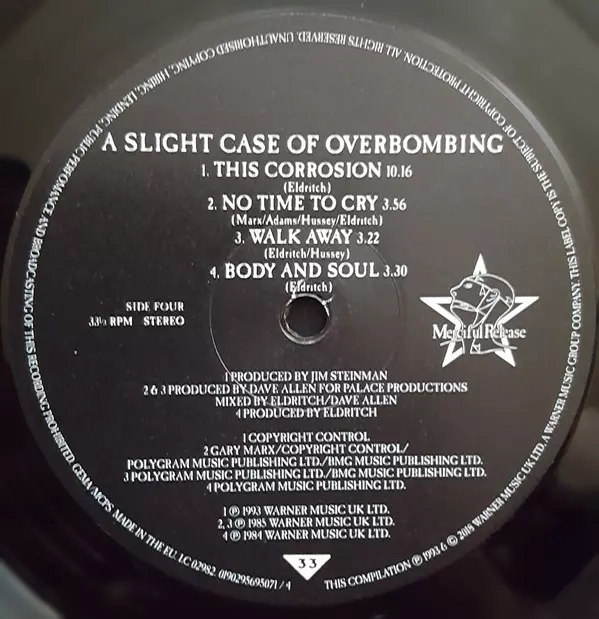 A SLIGHT CASE OF OVERBOMBING
1. THIS CORROSION 10.16
(Eldritch)
2. NO TIME TO CRY 3.56
(Marx/Adams/Hussey/Eldritch)
3. WALK AWAY 3.22
(Eldritch/Hussey)
4. BODY AND SOUL 3.30
(Eldritch)
SIDE FOUR
33⅓ RPM STEREO
Merciful Release
1 PRODUCED BY JIM STEINMAN
2 & 3 PRODUCED BY DAVE ALLEN FOR PALACE PRODUCTIONS
MIXED BY ELDRITCH/DAVE ALLEN
4 PRODUCED BY ELDRITCH
1 COPYRIGHT CONTROL
2 GARY MARX/COPYRIGHT CONTROL/
POLYGRAM MUSIC PUBLISHING LTD./BMG MUSIC PUBLISHING LTD.
3 POLYGRAM MUSIC PUBLISHING LTD./BMG MUSIC PUBLISHING LTD.
4 POLYGRAM MUSIC PUBLISHING LTD.
1 ℗ 1993 WARNER MUSIC UK LTD.
2, 3 ℗ 1985 WARNER MUSIC UK LTD.
4 ℗ 1984 WARNER MUSIC UK LTD.
33
THIS COMPILATION ℗ 1993 & © 2018 WARNER MUSIC UK LTD. A WARNER MUSIC GROUP COMPANY. THIS LABEL COPY IS THE SUBJECT OF COPYRIGHT PROTECTION. ALL RIGHTS RESERVED. UNAUTHORISED COPYING, HIRING, LENDING, PUBLIC PERFORMANCE AND BROADCASTING OF THIS RECORDING PROHIBITED. GEMA/MCPS. MADE IN THE EU. LC 02982. 0190295695071 / 4